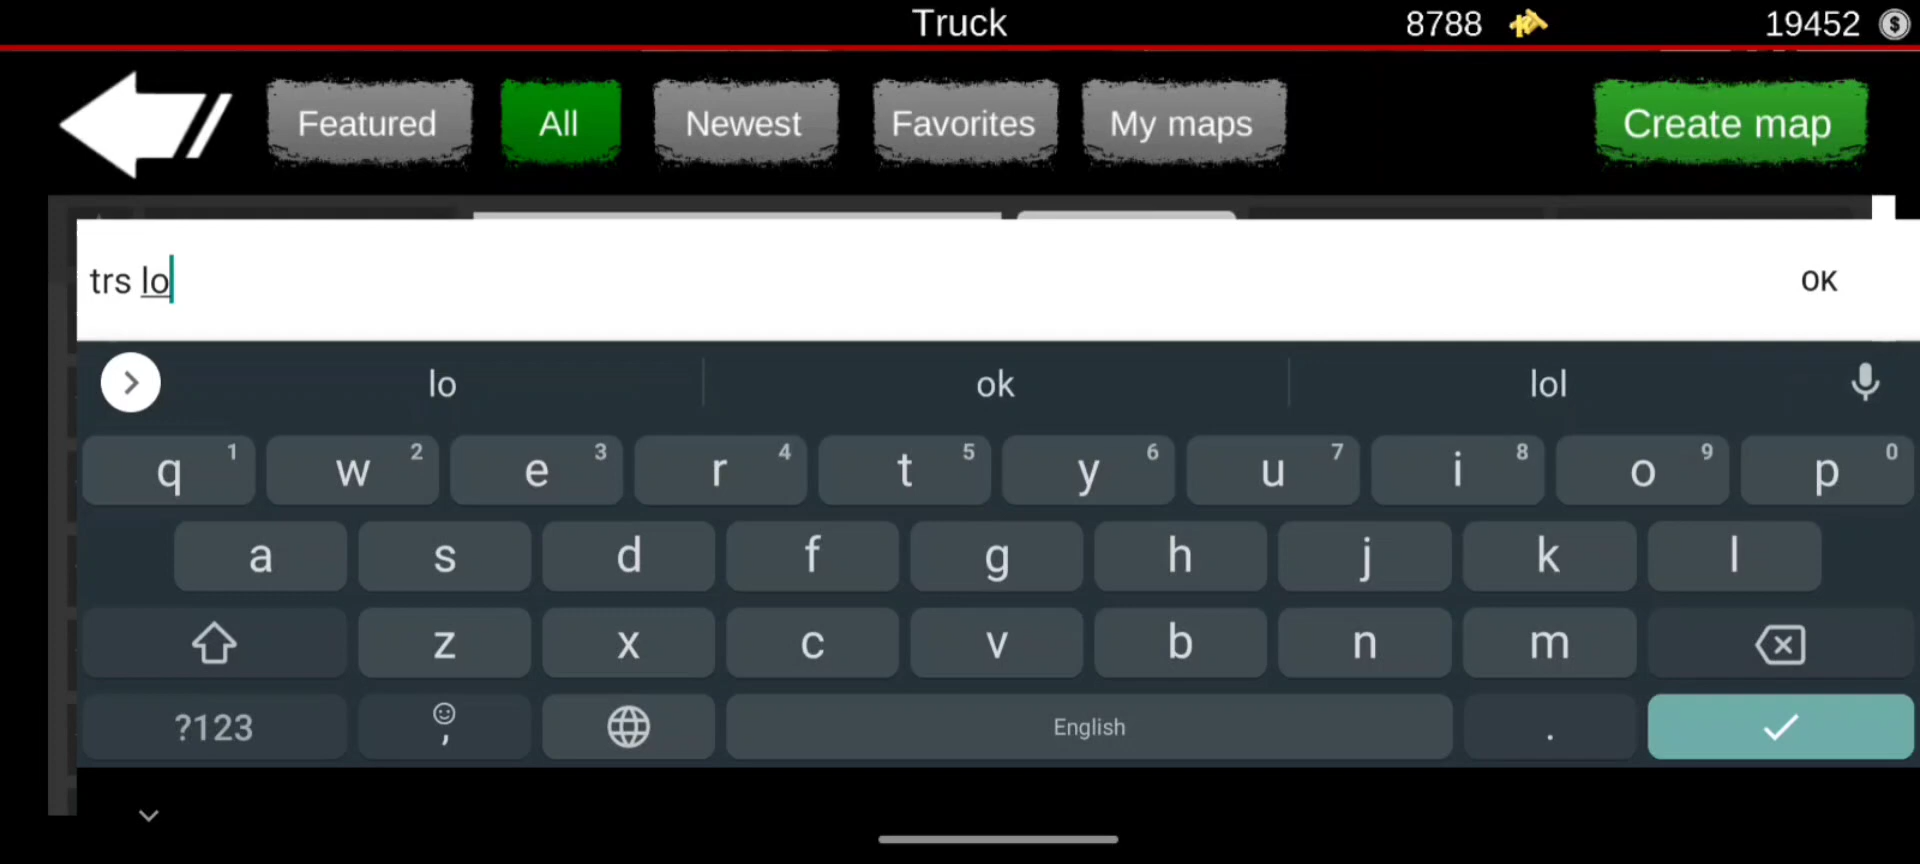 Truck 8788 19452
Featured All Newest Favorites My maps Create map
trs lo OK
lo ok lol
q 1 w 2 e 3 r 4 t 5 y 6 u 7 i 8 o 9 p 0
a s d f g h j k l
z x c v b n m
?123 , English .